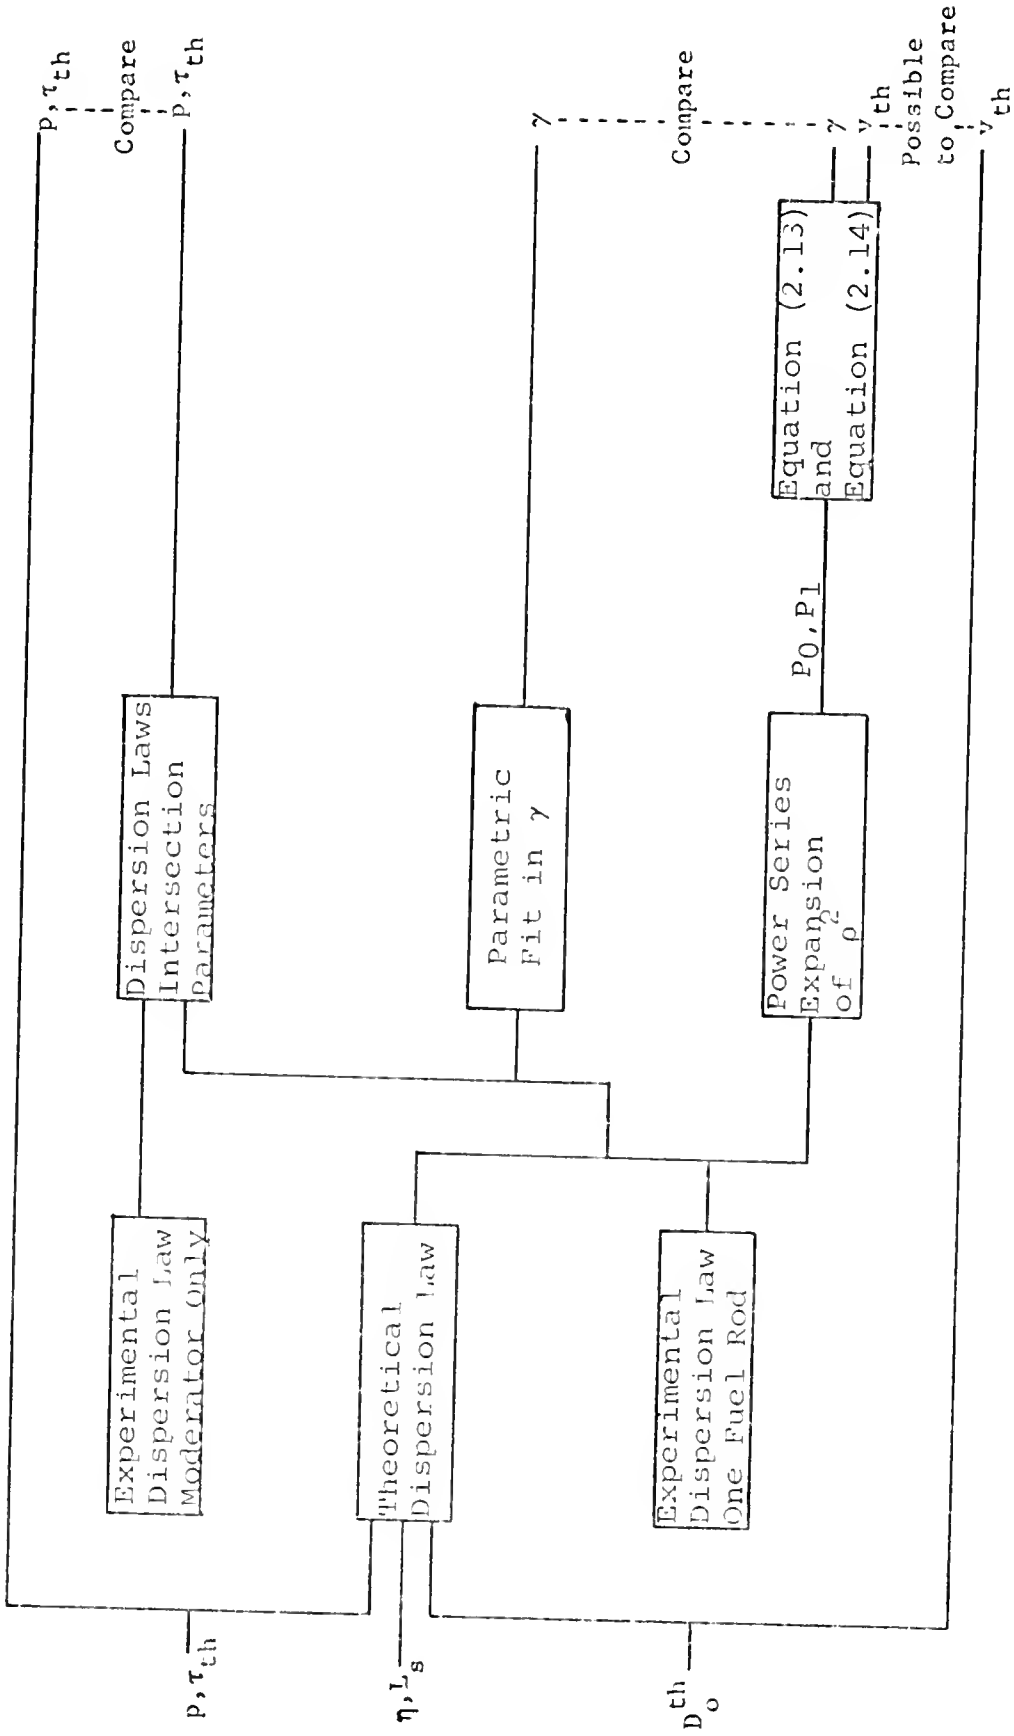 p,τth
η,Ls
Dₒth
Experimental
Dispersion Law
Moderator Only
Theoretical
Dispersion Law
Experimental
Dispersion Law
One Fuel Rod
Dispersion Laws
Intersection
Parameters
Parametric
Fit in γ
Power Series
Expansion
of ρ²
P0,P1
Equation (2.13)
and
Equation (2.14)
p,τth
Compare
p,τth
γ
Compare
γ
νth
Possible
to Compare
νth